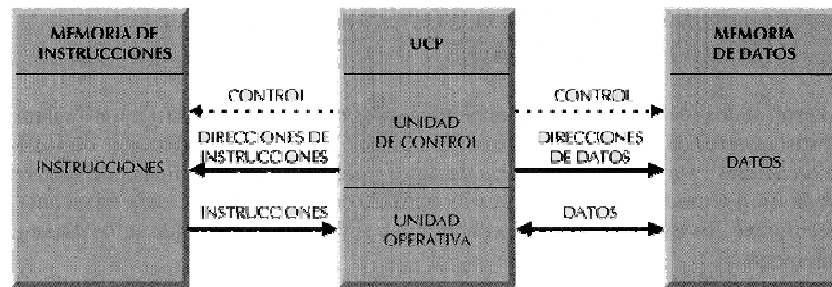 MEMORIA DE
INSTRUCCIONES
INSTRUCCIONES
CONTROL
DIRECCIONES DE
INSTRUCCIONES
INSTRUCCIONES
UCP
UNIDAD
DE CONTROL
UNIDAD
OPERATIVA
CONTROL
DIRECCIONES
DE DATOS
DATOS
MEMORIA
DE DATOS
DATOS